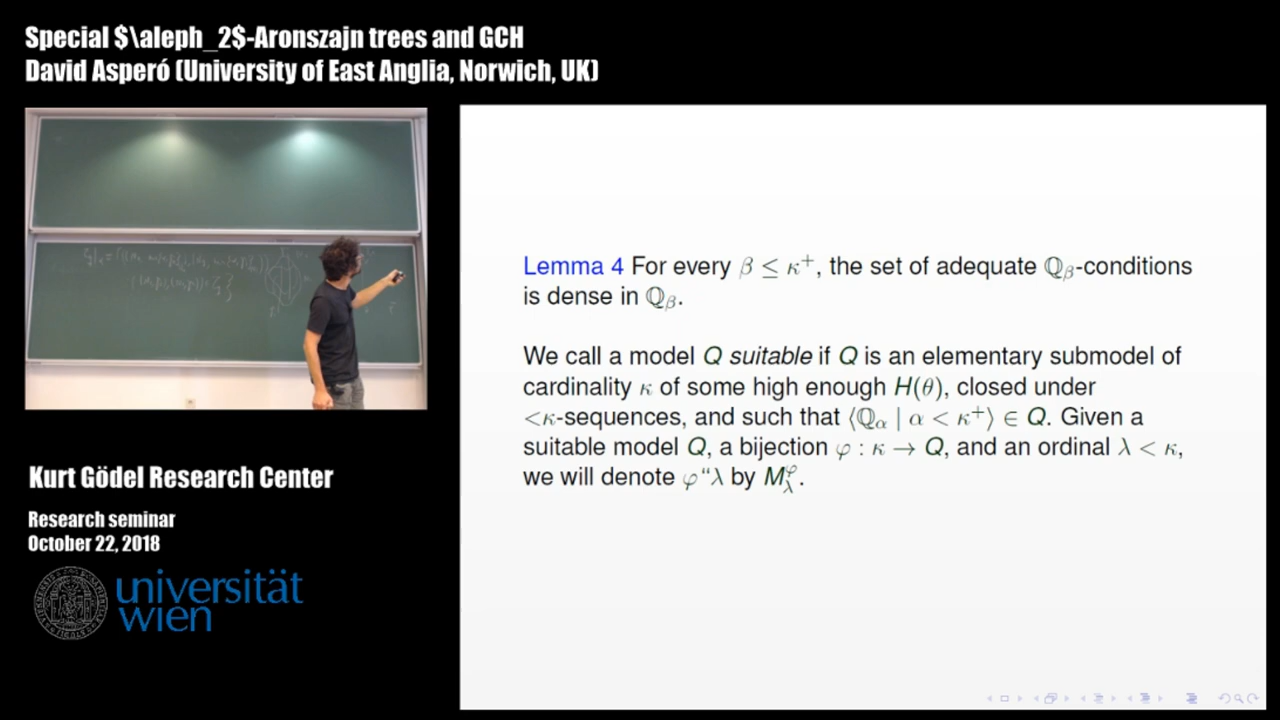 Special $\aleph_2$-Aronszajn trees and GCH
David Asperó (University of East Anglia, Norwich, UK)
Lemma 4 For every β ≤ κ⁺, the set of adequate ℚ_β-conditions
is dense in ℚ_β.
We call a model Q suitable if Q is an elementary submodel of
cardinality κ of some high enough H(θ), closed under
<κ-sequences, and such that ⟨ℚ_α | α < κ⁺⟩ ∈ Q. Given a
suitable model Q, a bijection φ : κ → Q, and an ordinal λ < κ,
we will denote φ“λ by M_λ^φ.
Kurt Gödel Research Center
Research seminar
October 22, 2018
universität
wien